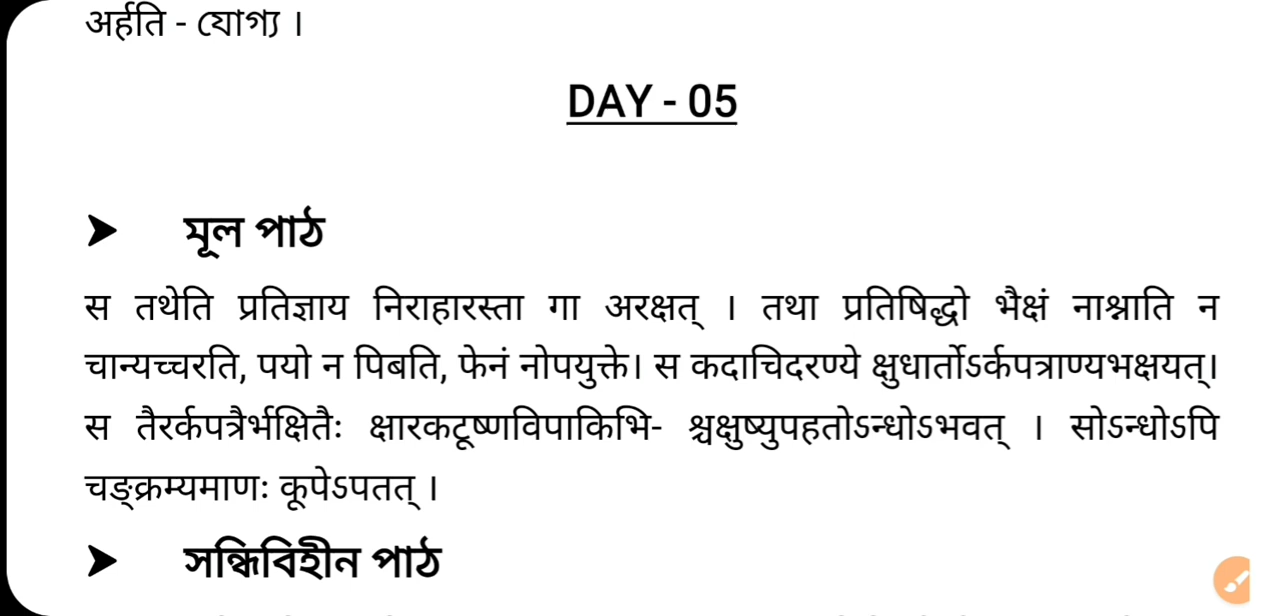 अर्हति - যোগ্য ।
DAY - 05
➤ মূল পাঠ
स तथेति प्रतिज्ञाय निराहारस्ता गा अरक्षत् । तथा प्रतिषिद्धो भैक्षं नाश्नाति न
चान्यच्चरति, पयो न पिबति, फेनं नोपयुक्ते। स कदाचिदरण्ये क्षुधार्तोऽर्कपत्राण्यभक्षयत्।
स तैरर्कपत्रैर्भक्षितैः क्षारकटूष्णविपाकिभि- श्चक्षुष्युपहतोऽन्धोऽभवत् । सोऽन्धोऽपि
चङ्क्रम्यमाणः कूपेऽपतत् ।
➤ সন্ধিবিহীন পাঠ